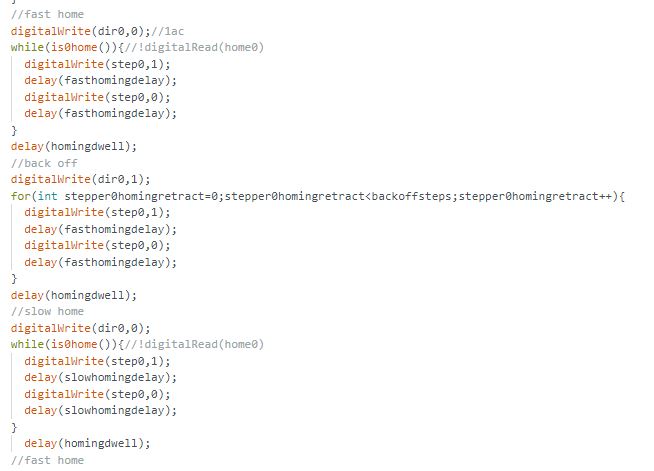 //fast home
digitalWrite(dir0,0);//1ac
while(is0home()){//!digitalRead(home0)
digitalWrite(step0,1);
delay(fasthomingdelay);
digitalWrite(step0,0);
delay(fasthomingdelay);
}
delay(homingdwell);
//back off
digitalWrite(dir0,1);
for(int stepper0homingretract=0;stepper0homingretract<backoffsteps;stepper0homingretract++){
digitalWrite(step0,1);
delay(fasthomingdelay);
digitalWrite(step0,0);
delay(fasthomingdelay);
}
delay(homingdwell);
//slow home
digitalWrite(dir0,0);
while(is0home()){//!digitalRead(home0)
digitalWrite(step0,1);
delay(slowhomingdelay);
digitalWrite(step0,0);
delay(slowhomingdelay);
}
delay(homingdwell);
//fast home